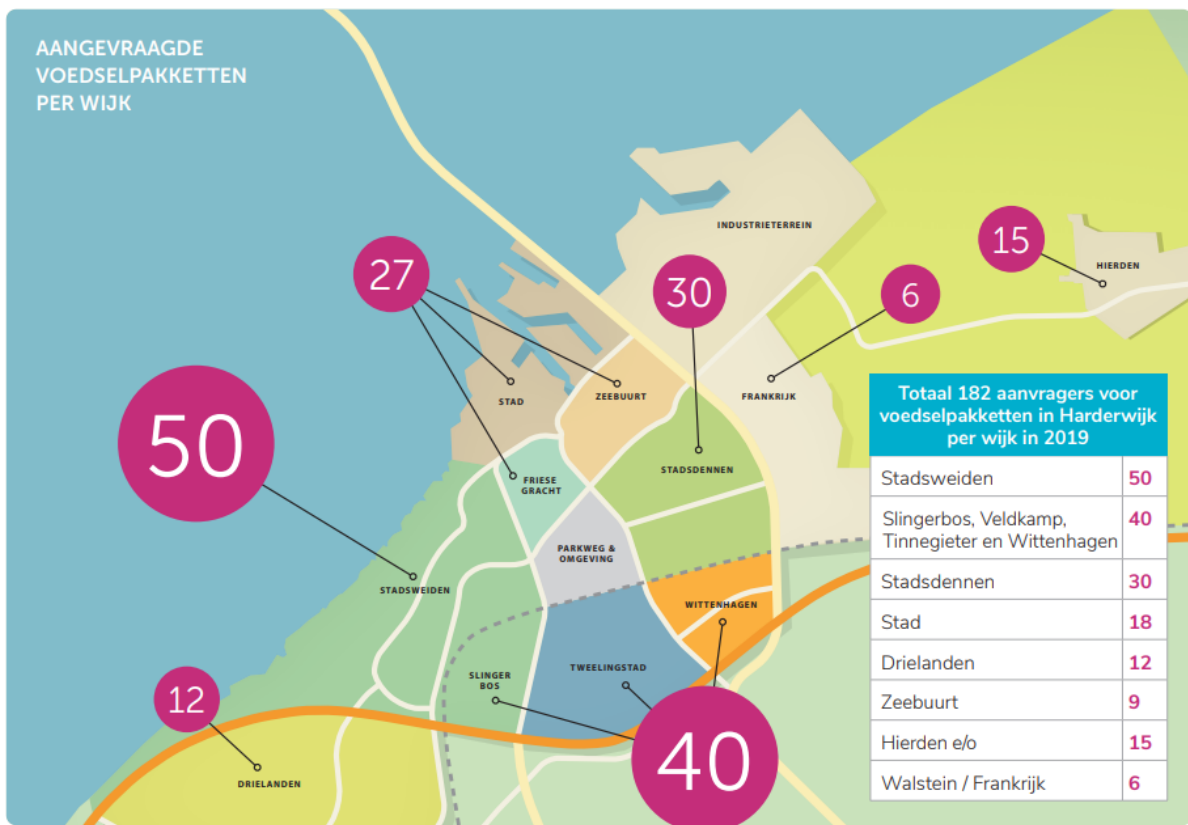 AANGEVRAAGDE
VOEDSELPAKKETTEN
PER WIJK
INDUSTRIETERREIN
15
HIERDEN
27
30
6
STAD
ZEEBUURT
FRANKRIJK
50
STADSDENNEN
FRIESE
GRACHT
PARKWEG &
OMGEVING
STADSWEIDEN
WITTENHAGEN
SLINGER
BOS
TWEELINGSTAD
12
40
DRIELANDEN
Totaal 182 aanvragers voor
voedselpakketten in Harderwijk
per wijk in 2019
Stadsweiden 50
Slingerbos, Veldkamp, 40
Tinnegieter en Wittenhagen
Stadsdennen 30
Stad 18
Drielanden 12
Zeebuurt 9
Hierden e/o 15
Walstein / Frankrijk 6